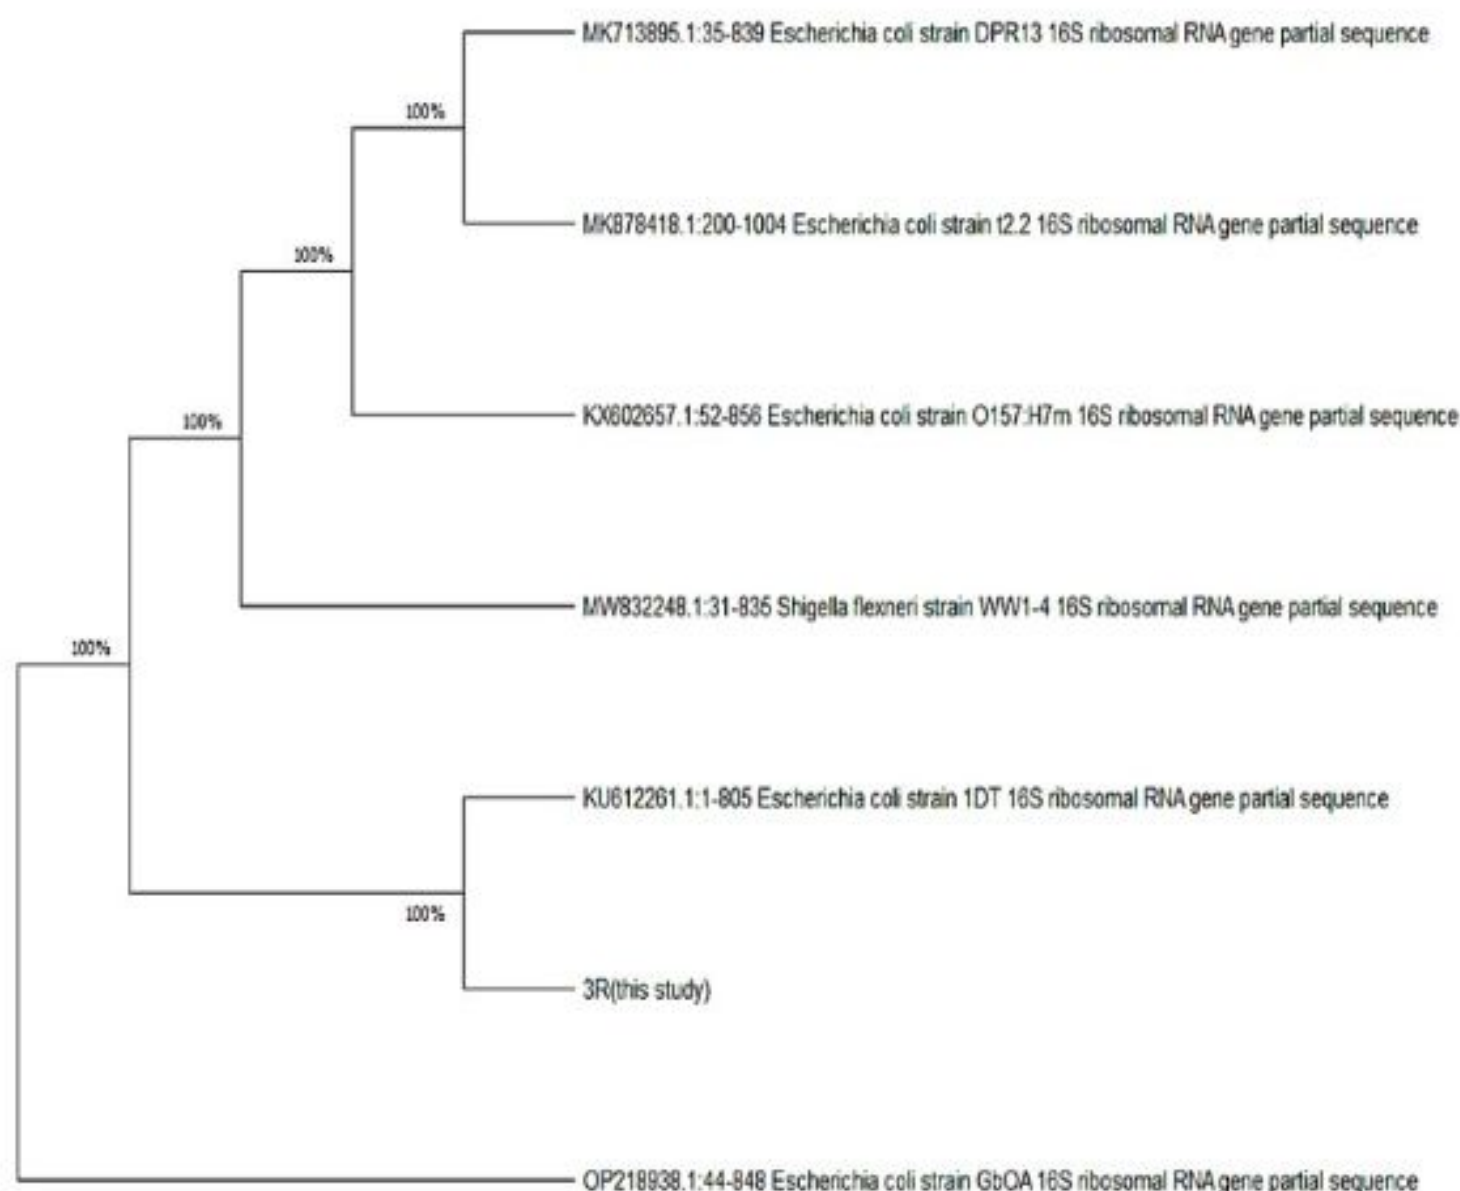 MK713895.1:35-839 Escherichia coli strain DPR13 16S ribosomal RNA gene partial sequence
100%
MK878418.1:200-1004 Escherichia coli strain t2.2 16S ribosomal RNA gene partial sequence
100%
KX602657.1:52-856 Escherichia coli strain O157:H7m 16S ribosomal RNA gene partial sequence
100%
MW832248.1:31-835 Shigella flexneri strain WW1-4 16S ribosomal RNA gene partial sequence
100%
KU612261.1:1-805 Escherichia coli strain 1DT 16S ribosomal RNA gene partial sequence
100%
3R(this study)
OP218938.1:44-848 Escherichia coli strain GbOA 16S ribosomal RNA gene partial sequence